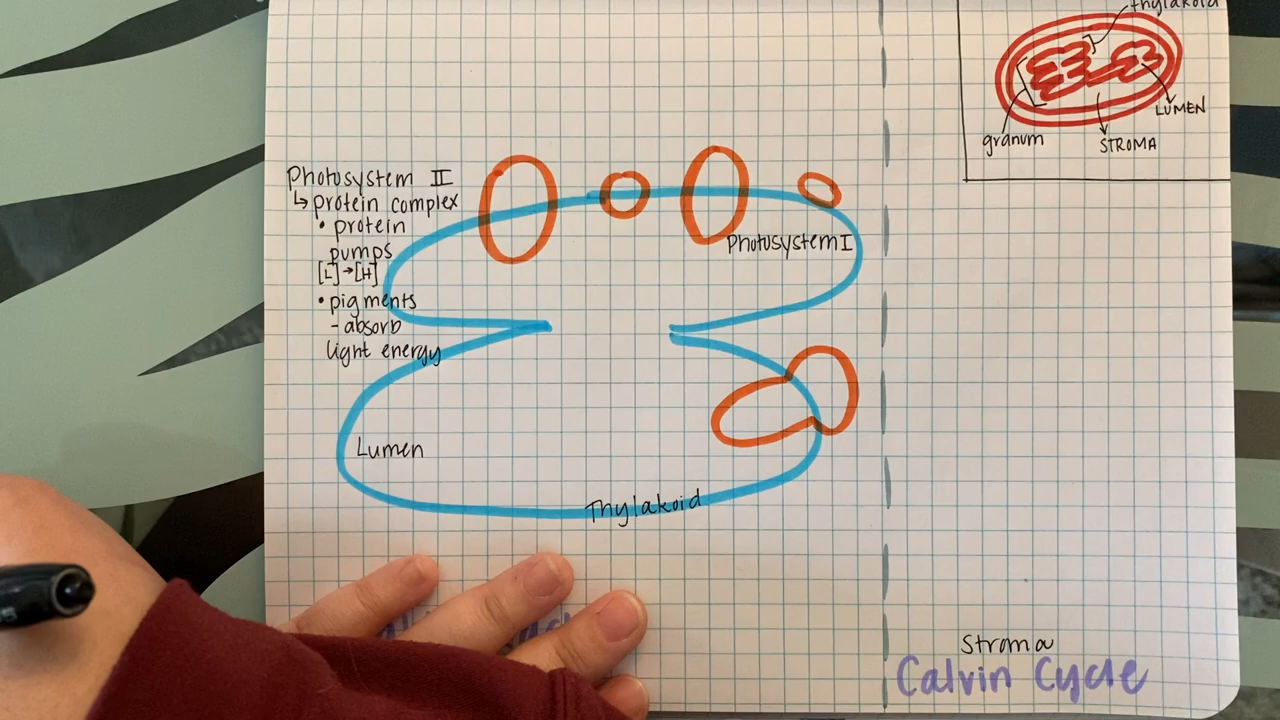 thylakoid
LUMEN
granum
STROMA
Photosystem II
↳ protein complex
• protein
pumps
[L]→[H]
• pigments
- absorb
light energy
Photosystem I
Lumen
Thylakoid
Stroma
Calvin Cycle